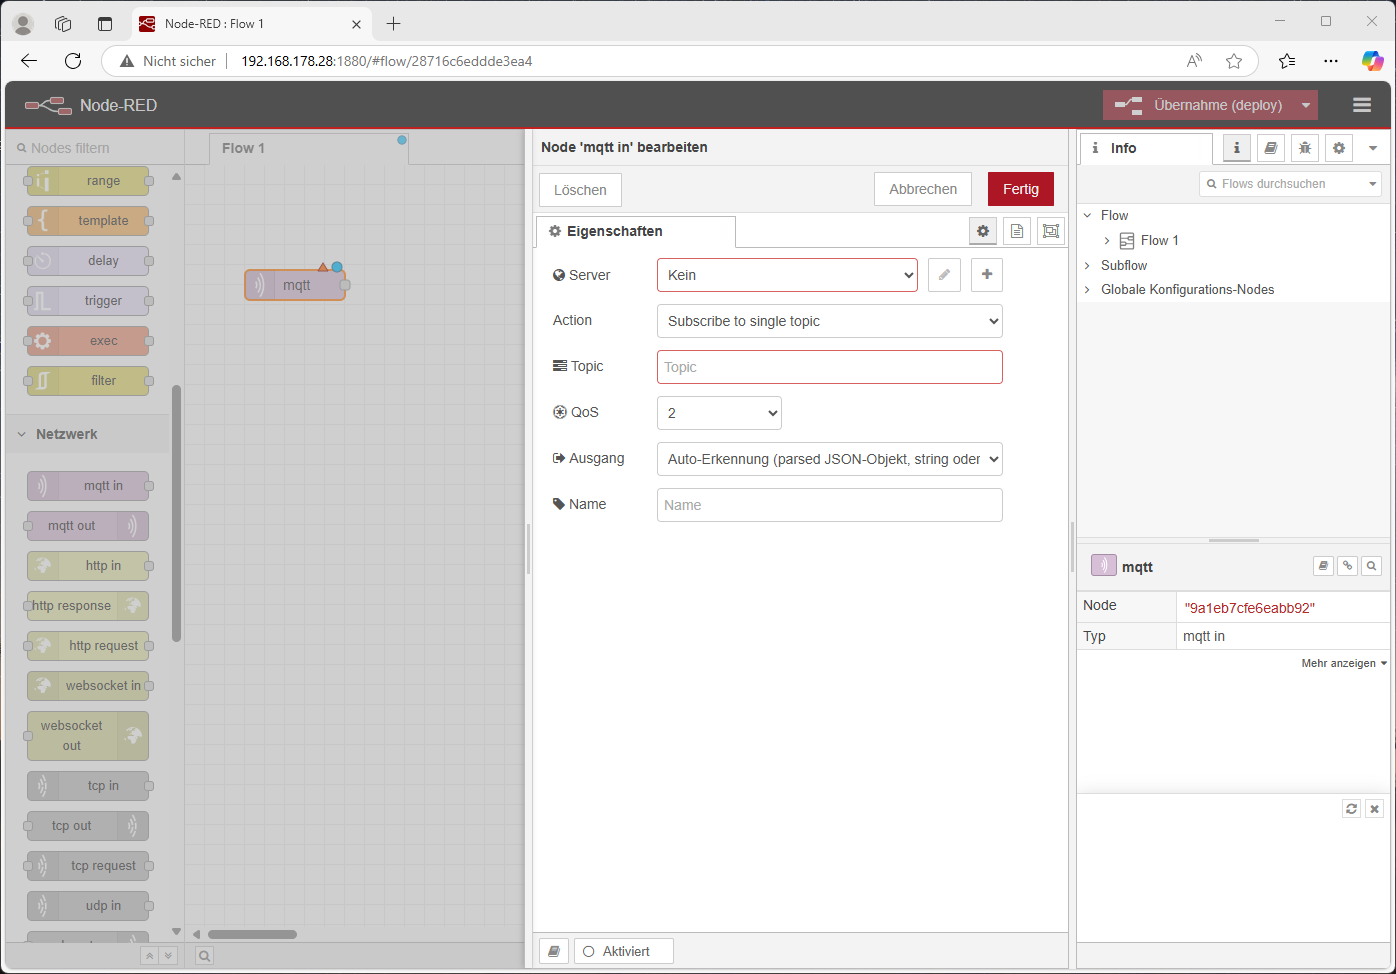 Node-RED : Flow 1
Nicht sicher
192.168.178.28:1880/#flow/28716c6eddde3ea4
Node-RED
Übernahme (deploy)
Nodes filtern
range
template
delay
trigger
exec
filter
Netzwerk
mqtt in
mqtt out
http in
http response
http request
websocket in
websocket
out
tcp in
tcp out
tcp request
udp in
Flow 1
mqtt
Node 'mqtt in' bearbeiten
Löschen
Abbrechen
Fertig
Eigenschaften
Server
Kein
Action
Subscribe to single topic
Topic
Topic
QoS
2
Ausgang
Auto-Erkennung (parsed JSON-Objekt, string oder
Name
Name
Aktiviert
Info
Flows durchsuchen
Flow
Flow 1
Subflow
Globale Konfigurations-Nodes
mqtt
Node
"9a1eb7cfe6eabb92"
Typ
mqtt in
Mehr anzeigen